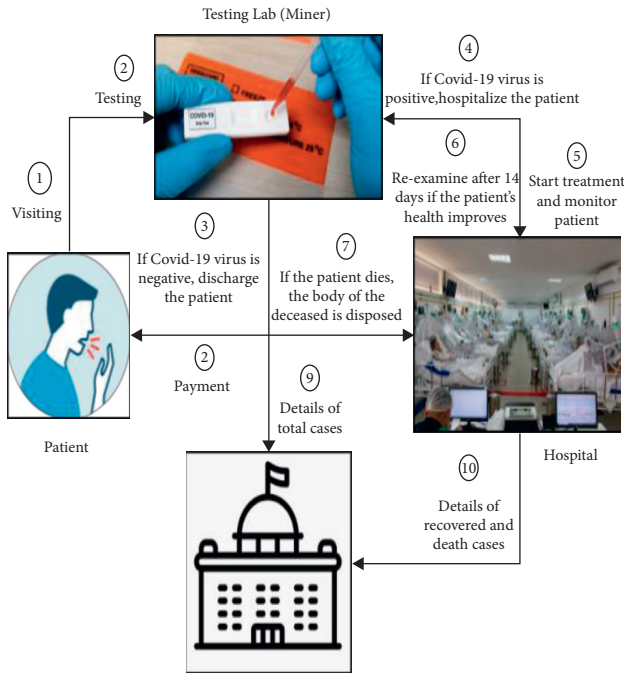 Testing Lab (Miner)
2
Testing
COVID-19
4
If Covid-19 virus is
positive,hospitalize the patient
1
Visiting
6
Re-examine after 14
days if the patient's
health improves
5
Start treatment
and monitor
patient
3
If Covid-19 virus is
negative, discharge
the patient
7
If the patient dies,
the body of the
deceased is disposed
2
Payment
9
Details of
total cases
Patient
Hospital
10
Details of
recovered and
death cases